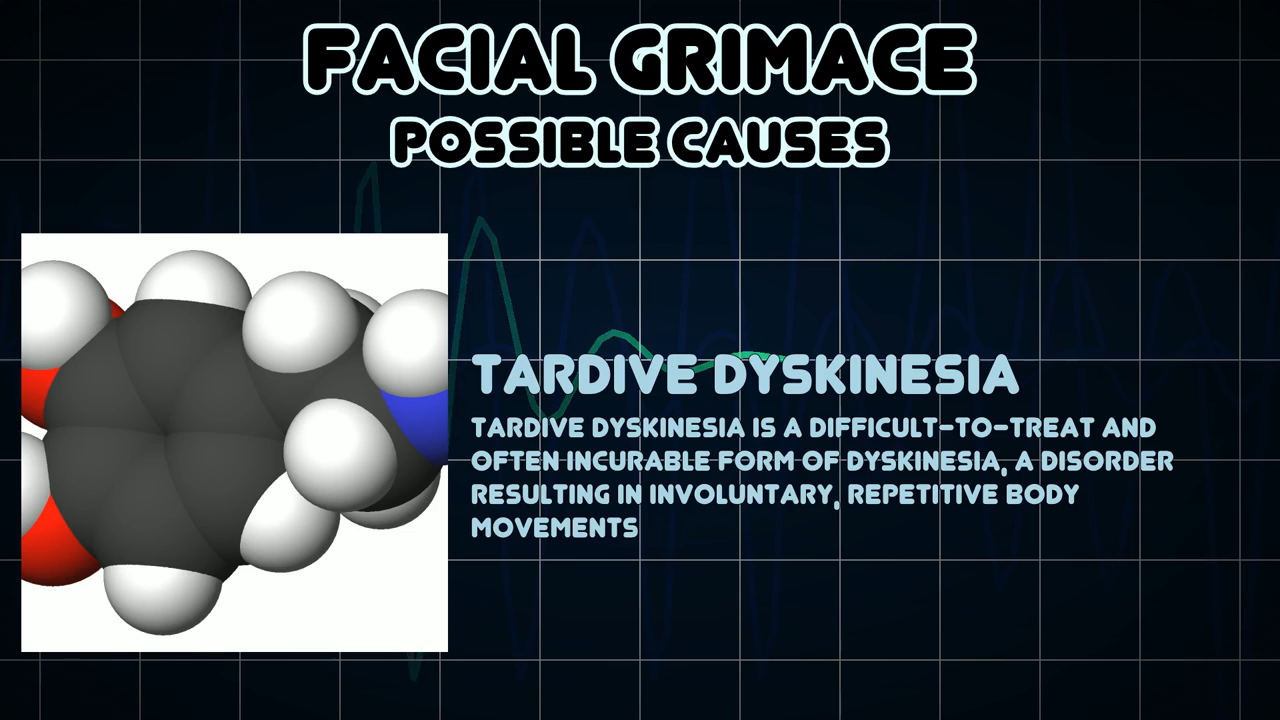 FACIAL GRIMACE
POSSIBLE CAUSES
TARDIVE DYSKINESIA
TARDIVE DYSKINESIA IS A DIFFICULT-TO-TREAT AND
OFTEN INCURABLE FORM OF DYSKINESIA, A DISORDER
RESULTING IN INVOLUNTARY, REPETITIVE BODY
MOVEMENTS